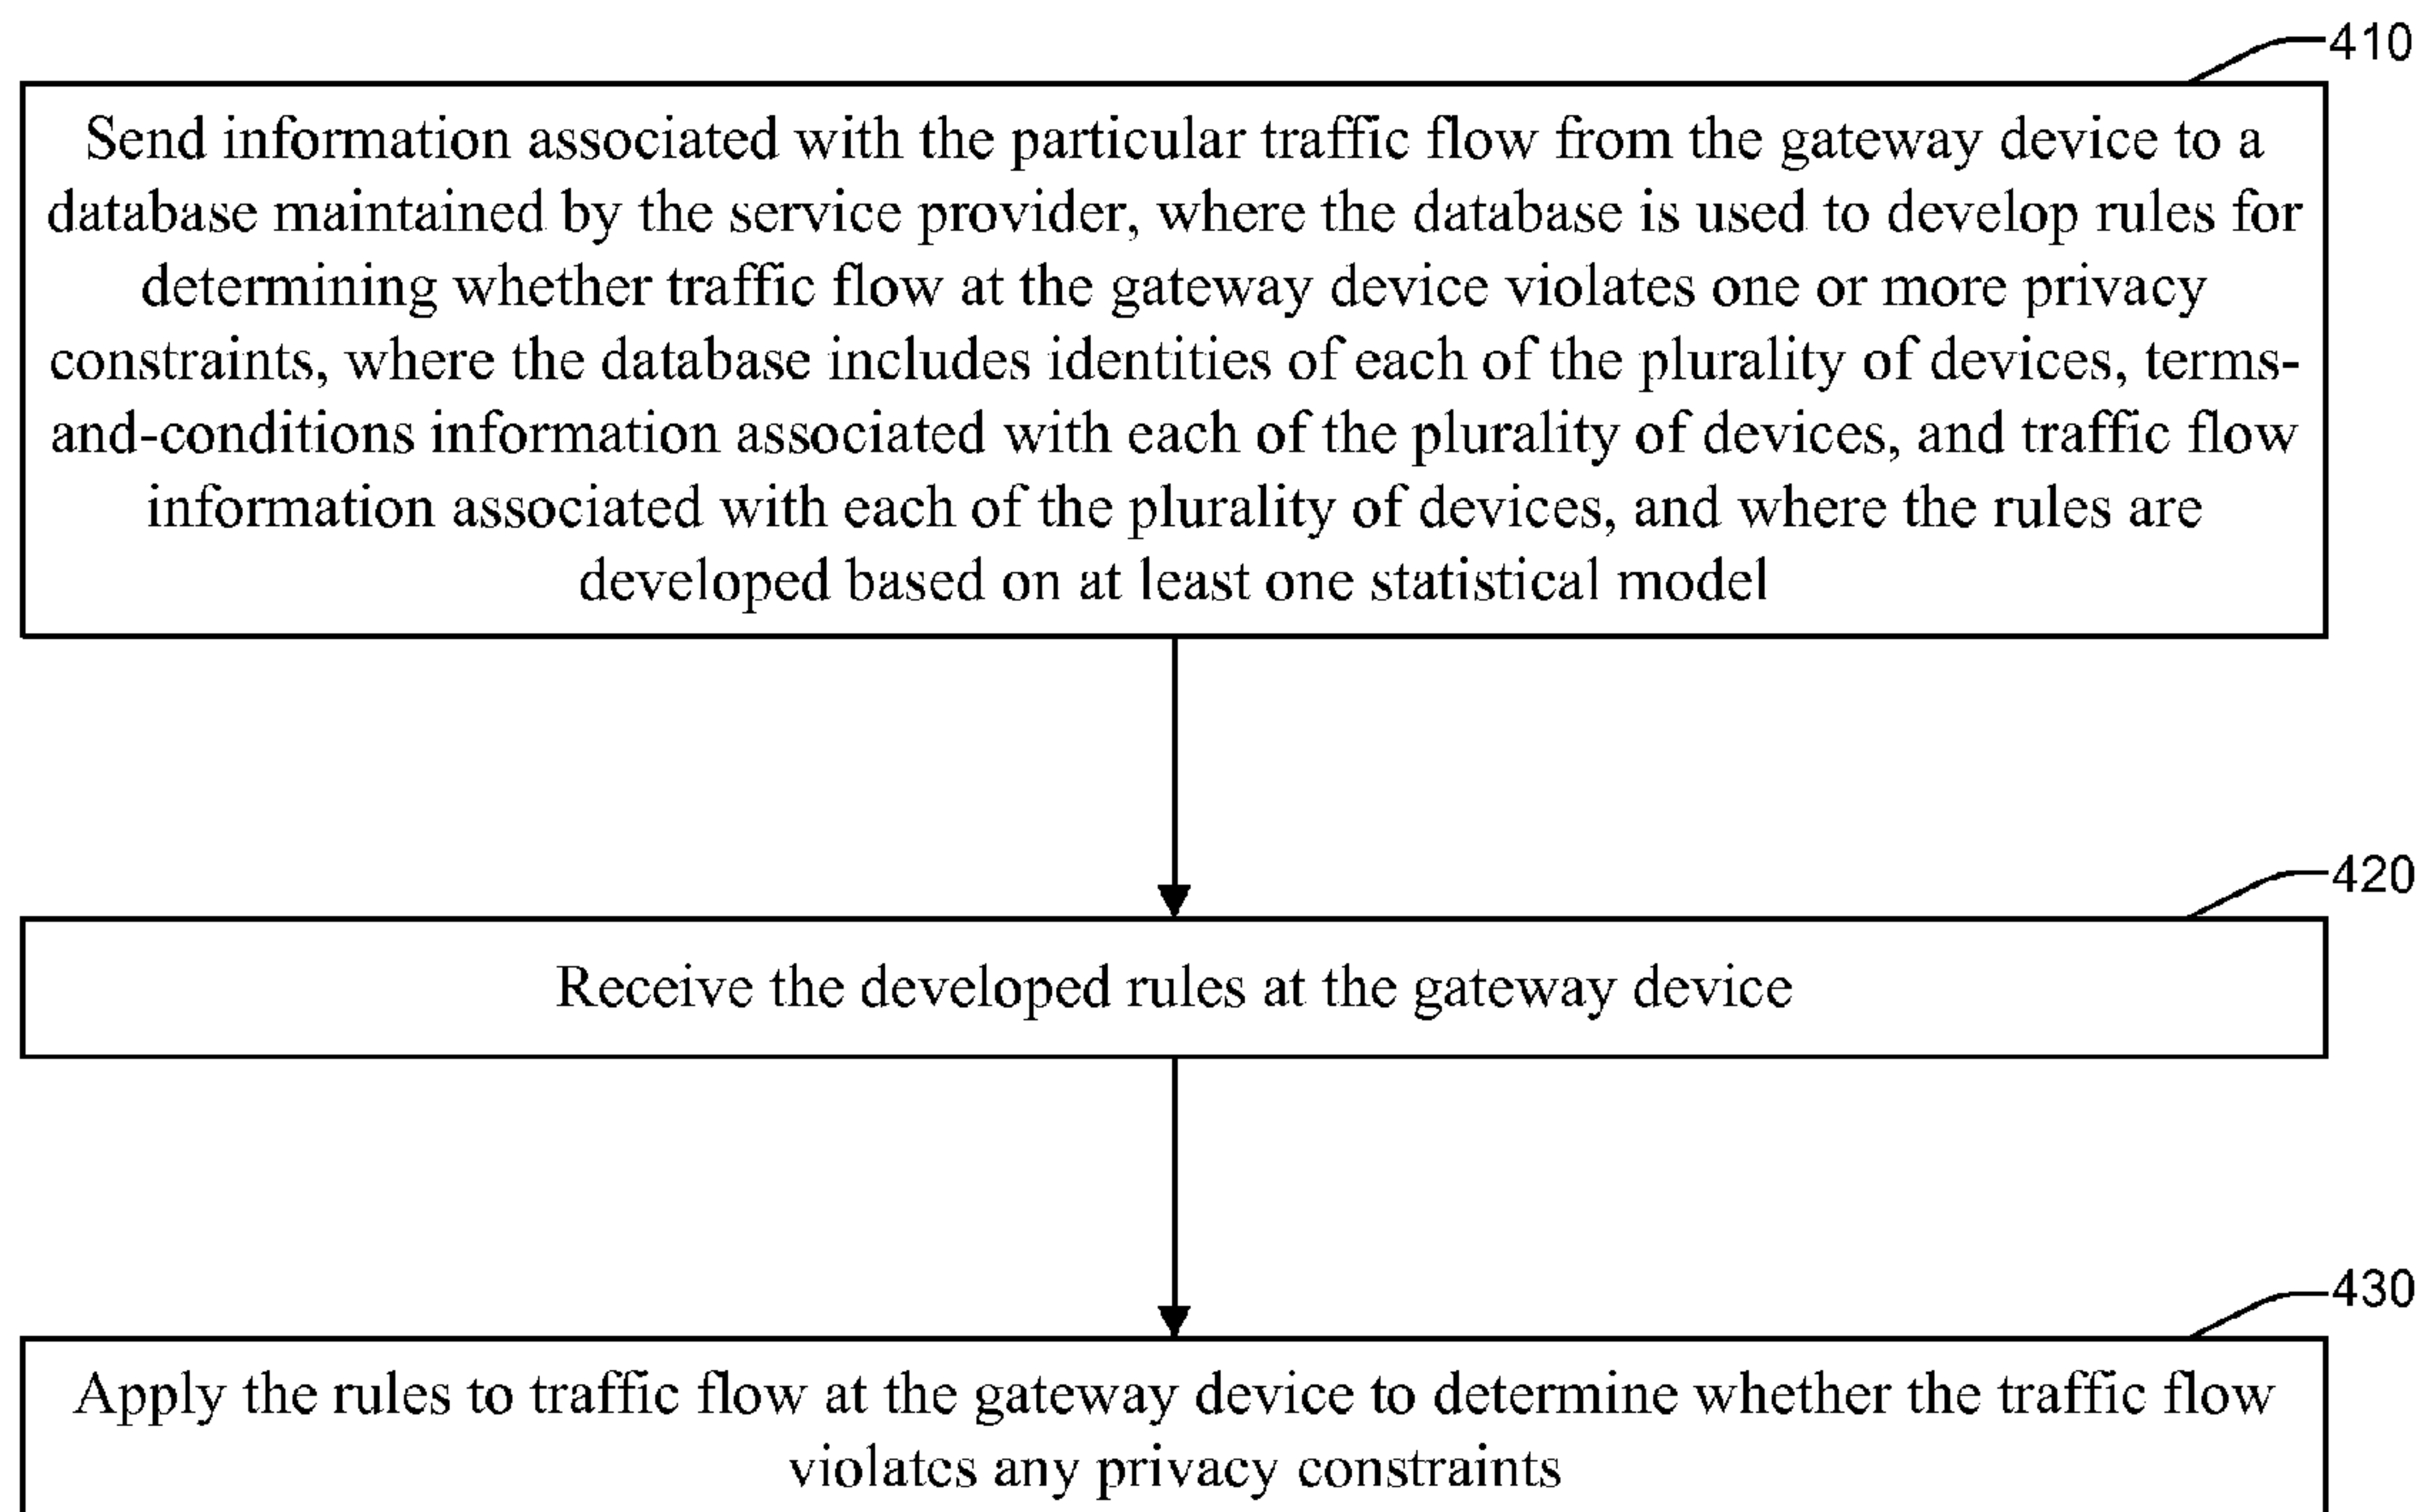 410
Send information associated with the particular traffic flow from the gateway device to a
database maintained by the service provider, where the database is used to develop rules for
determining whether traffic flow at the gateway device violates one or more privacy
constraints, where the database includes identities of each of the plurality of devices, terms-
and-conditions information associated with each of the plurality of devices, and traffic flow
information associated with each of the plurality of devices, and where the rules are
developed based on at least one statistical model
420
Receive the developed rules at the gateway device
430
Apply the rules to traffic flow at the gateway device to determine whether the traffic flow
violates any privacy constraints